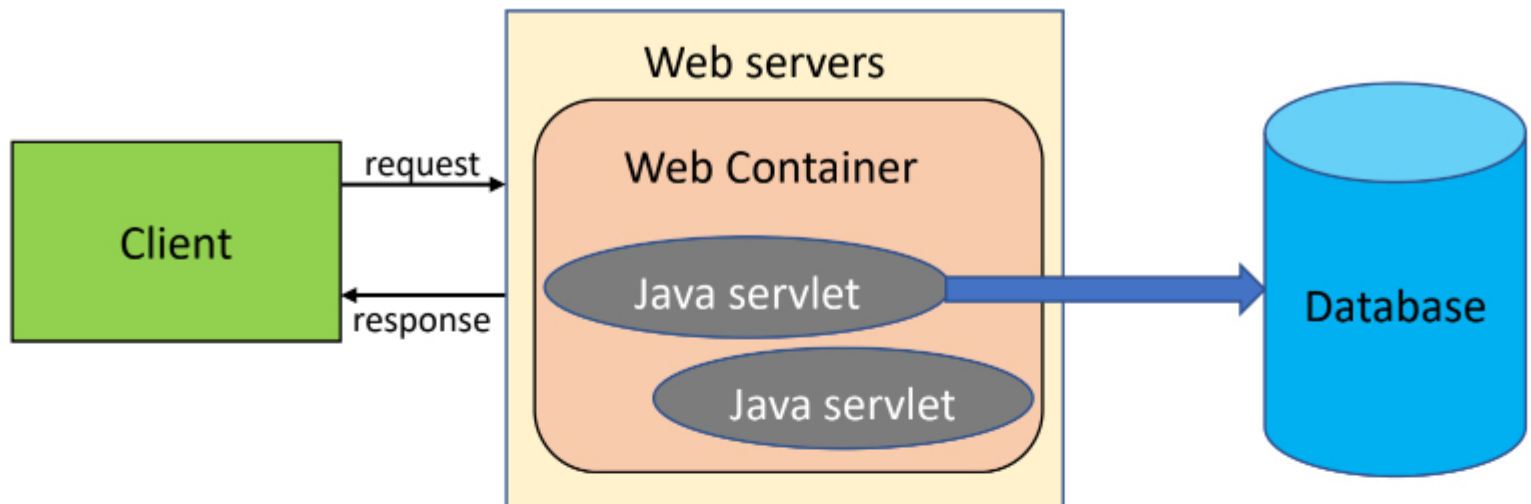 Web servers
Web Container
request
Client
response
Java servlet
Java servlet
Database